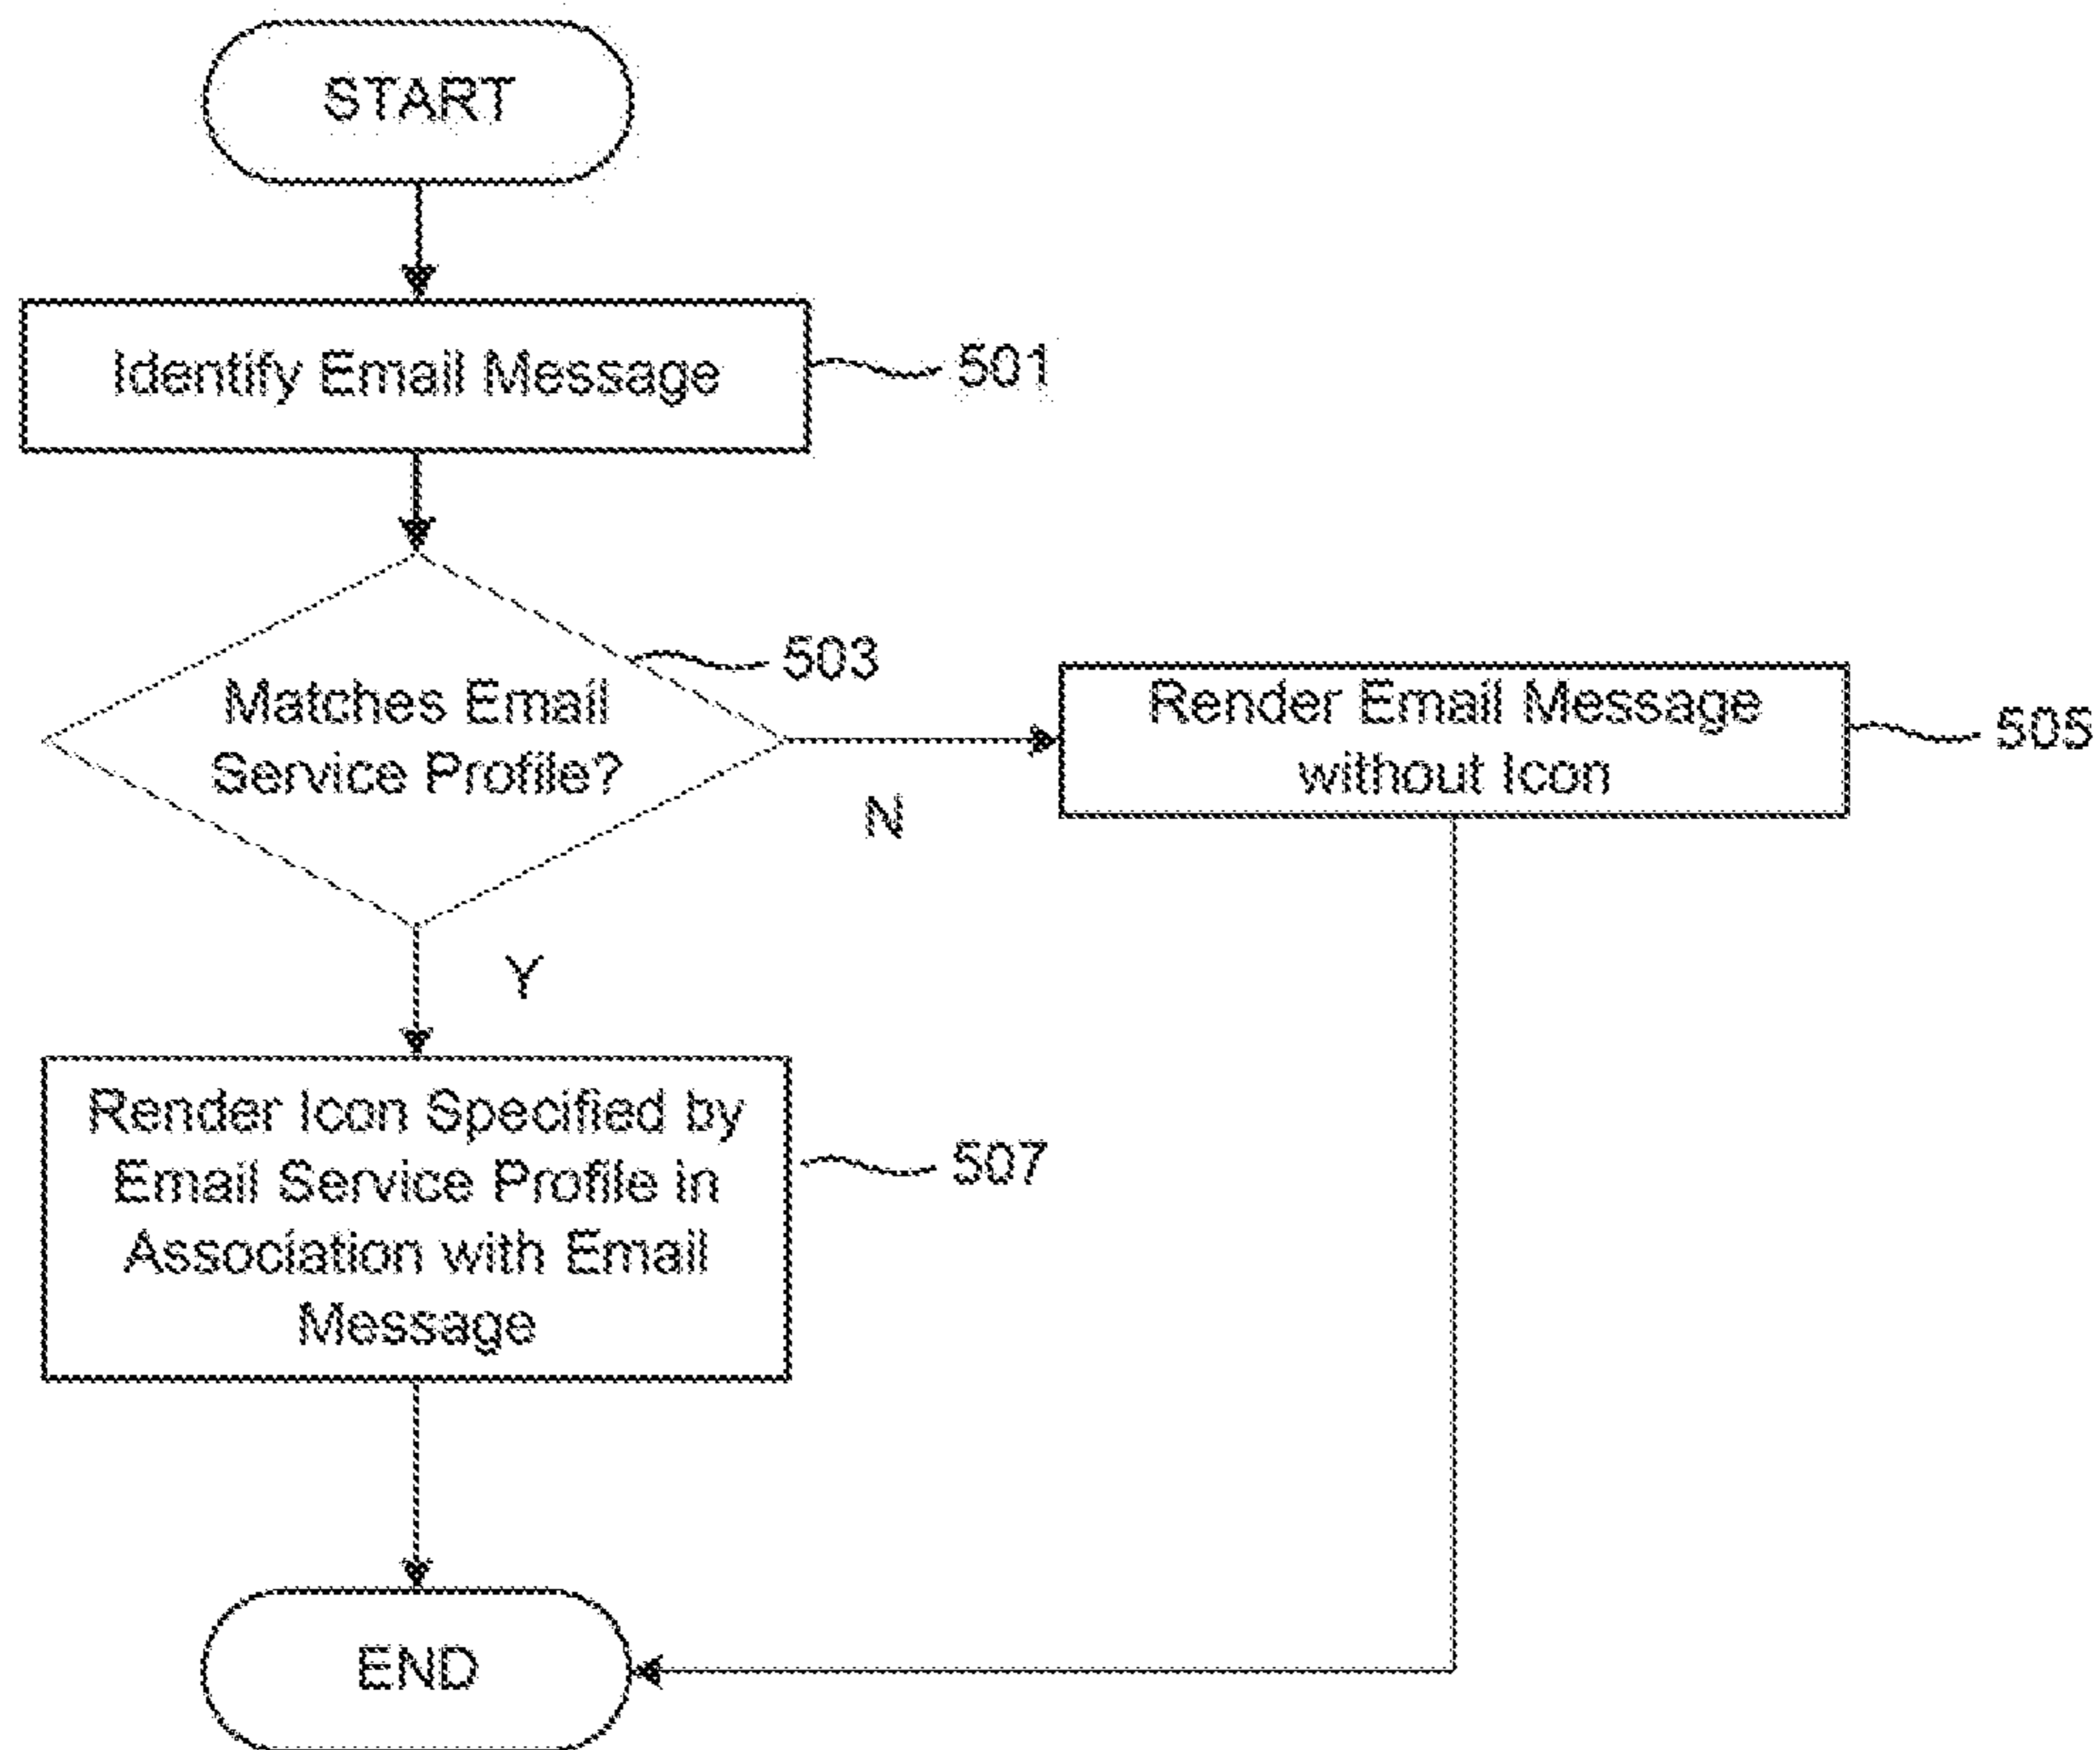 START
Identify Email Message
501
503
Matches Email
Service Profile?
Render Email Message
without Icon
505
N
Y
Render Icon Specified by
Email Service Profile in
Association with Email
Message
507
END